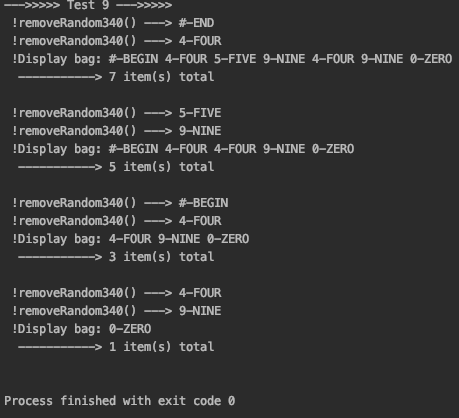 --->>>>> Test 9 --->>>>>
!removeRandom340() ---> #-END
!removeRandom340() ---> 4-FOUR
!Display bag: #-BEGIN 4-FOUR 5-FIVE 9-NINE 4-FOUR 9-NINE 0-ZERO
-----------> 7 item(s) total
!removeRandom340() ---> 5-FIVE
!removeRandom340() ---> 9-NINE
!Display bag: #-BEGIN 4-FOUR 4-FOUR 9-NINE 0-ZERO
-----------> 5 item(s) total
!removeRandom340() ---> #-BEGIN
!removeRandom340() ---> 4-FOUR
!Display bag: 4-FOUR 9-NINE 0-ZERO
-----------> 3 item(s) total
!removeRandom340() ---> 4-FOUR
!removeRandom340() ---> 9-NINE
!Display bag: 0-ZERO
-----------> 1 item(s) total
Process finished with exit code 0